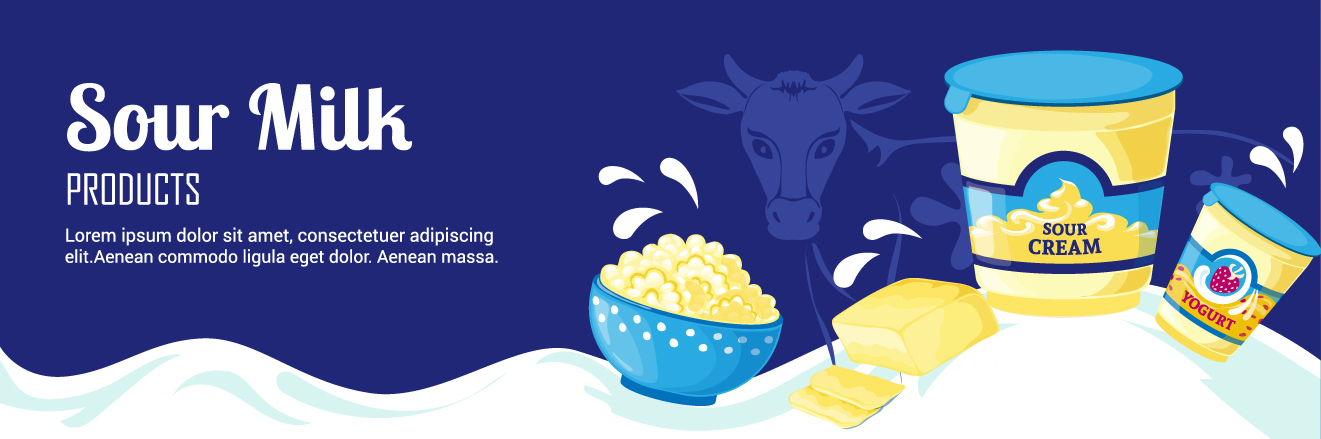 Sour Milk
PRODUCTS
Lorem ipsum dolor sit amet, consectetuer adipiscing
elit.Aenean commodo ligula eget dolor. Aenean massa.
SOUR
CREAM
YOGURT